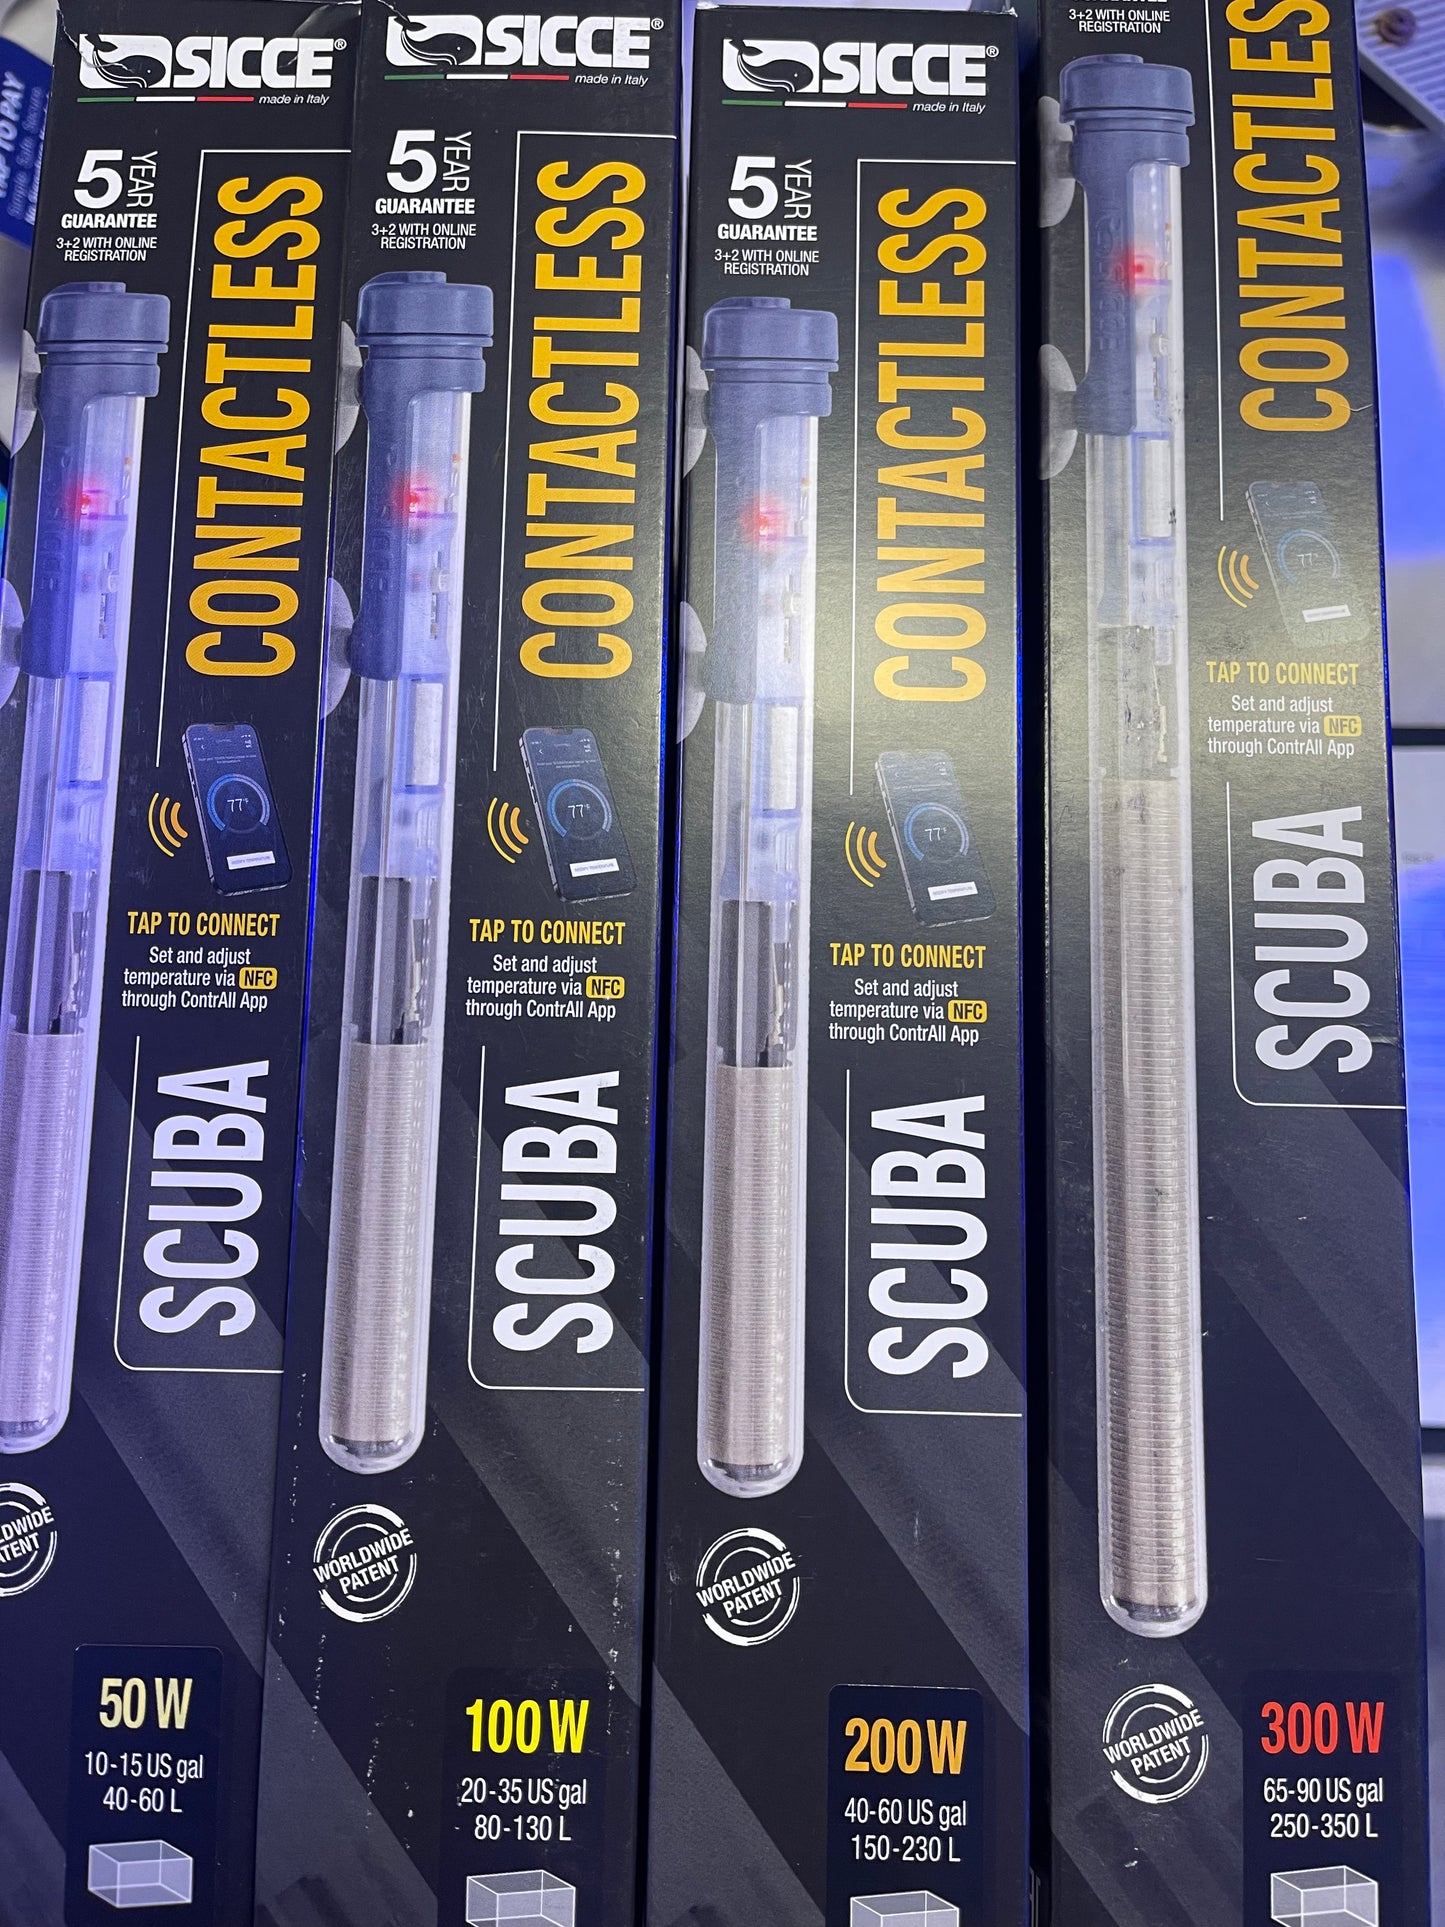 SICCE®
made in Italy
5 YEAR
GUARANTEE
3+2 WITH ONLINE
REGISTRATION
CONTACTLESS
77°F
TAP TO CONNECT
Set and adjust
temperature via NFC
through ContrAll App
SCUBA
50 W
10-15 US gal
40-60 L
SICCE®
made in Italy
5 YEAR
GUARANTEE
3+2 WITH ONLINE
REGISTRATION
CONTACTLESS
77°F
TAP TO CONNECT
Set and adjust
temperature via NFC
through ContrAll App
SCUBA
WORLDWIDE
PATENT
100 W
20-35 US gal
80-130 L
SICCE®
made in Italy
5 YEAR
GUARANTEE
3+2 WITH ONLINE
REGISTRATION
CONTACTLESS
77°F
TAP TO CONNECT
Set and adjust
temperature via NFC
through ContrAll App
SCUBA
WORLDWIDE
PATENT
200 W
40-60 US gal
150-230 L
3+2 WITH ONLINE
REGISTRATION
CONTACTLES
77°
TAP TO CONNECT
Set and adjust
temperature via NFC
through ContrAll App
SCUBA
WORLDWIDE
PATENT
300 W
65-90 US gal
250-350 L